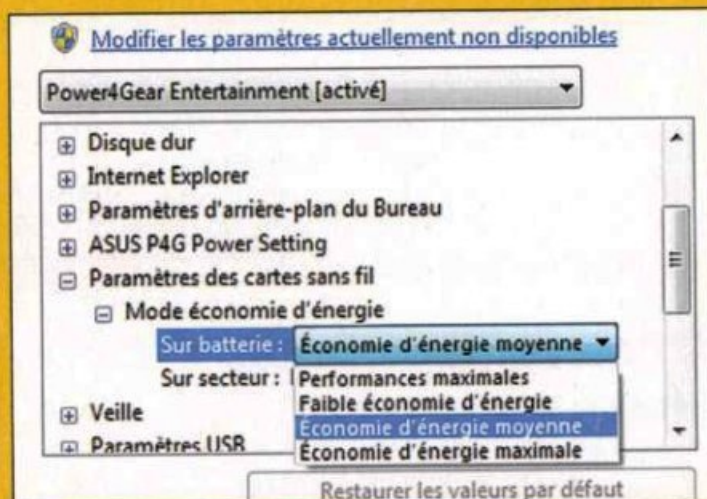 Modifier les paramètres actuellement non disponibles
Power4Gear Entertainment [activé]
Disque dur
Internet Explorer
Paramètres d'arrière-plan du Bureau
ASUS P4G Power Setting
Paramètres des cartes sans fil
Mode économie d'énergie
Sur batterie : Économie d'énergie moyenne
Sur secteur : Performances maximales
Faible économie d'énergie
Économie d'énergie moyenne
Économie d'énergie maximale
Veille
Paramètres USB
Restaurer les valeurs par défaut